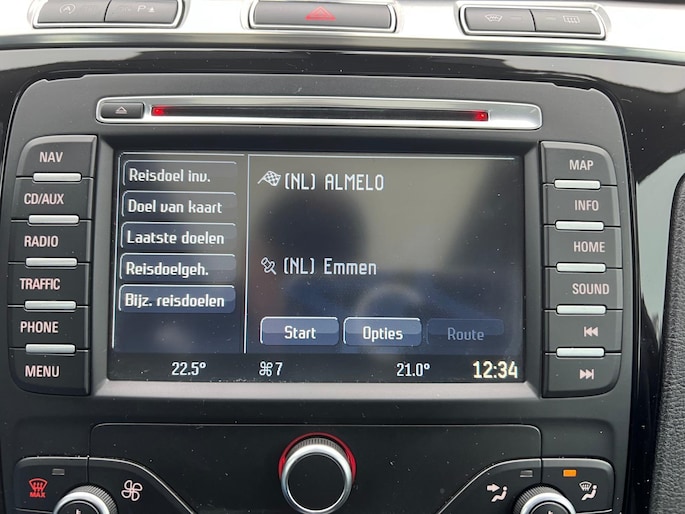 NAV
CD/AUX
RADIO
TRAFFIC
PHONE
MENU
Reisdoel inv.
Doel van kaart
Laatste doelen
Reisdoelgeh.
Bijz. reisdoelen
(NL) ALMELO
(NL) Emmen
Start
Opties
Route
22.5°
⌘7
21.0°
12:34
MAP
INFO
HOME
SOUND
MAX
A
P